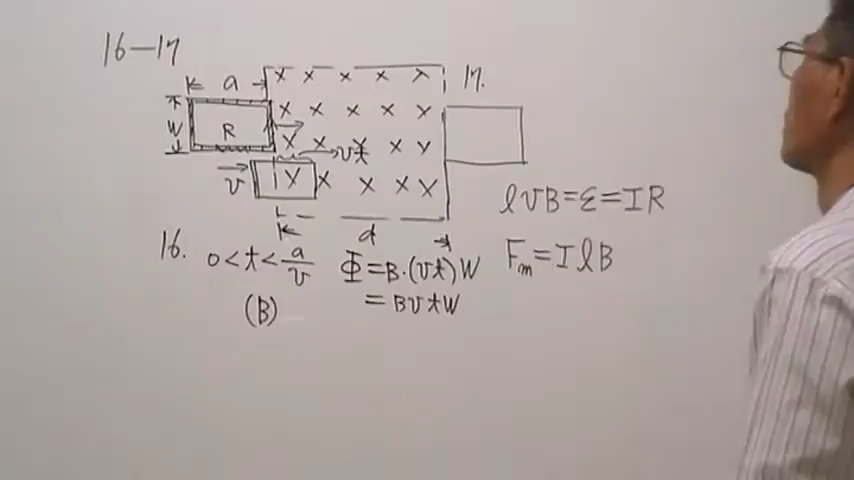 16-17
a
17.
W
R
vt
v
d
lvB=ε=IR
16. 0<t<a/v Φ=B·(vt)W
Fm=IlB
(B)
=BvtW